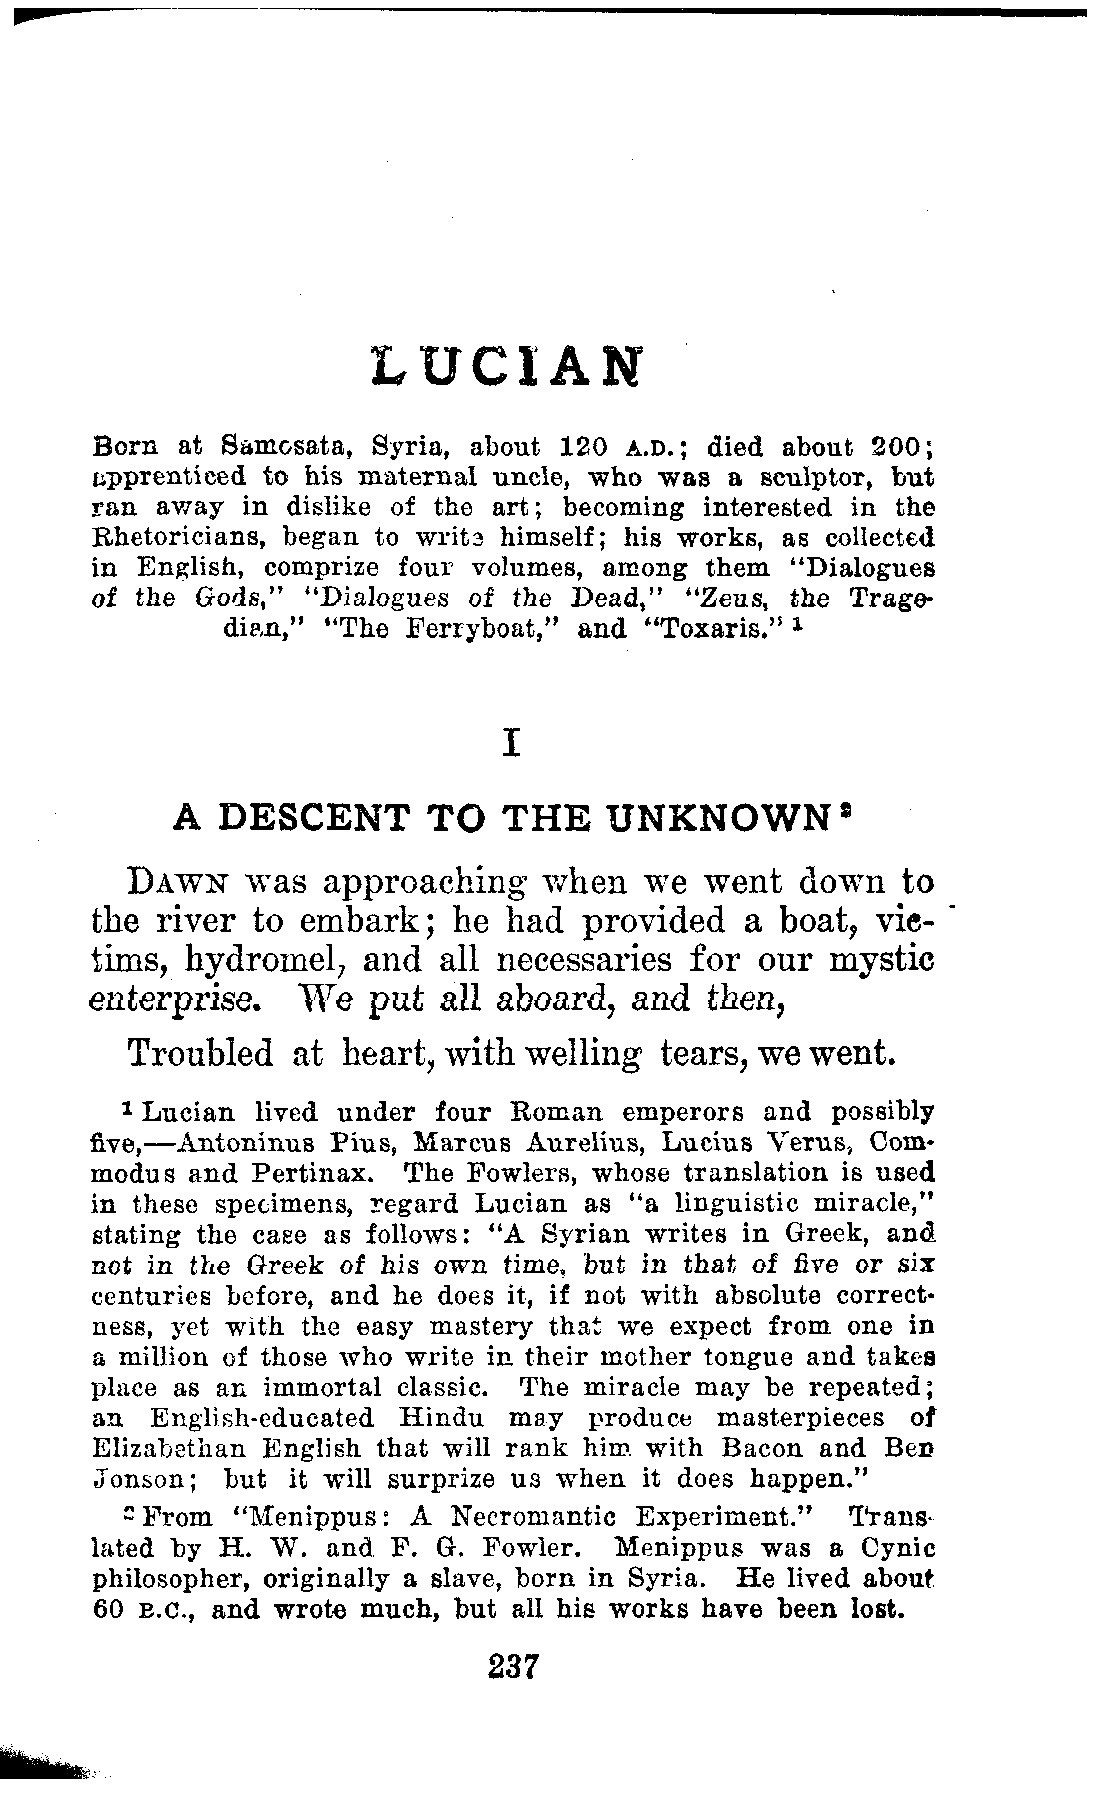 LUCIAN
Born at Samosata, Syria, about 120 A.D.; died about 200;
apprenticed to his maternal uncle, who was a sculptor, but
ran away in dislike of the art; becoming interested in the
Rhetoricians, began to write himself; his works, as collected
in English, comprize four volumes, among them "Dialogues
of the Gods," "Dialogues of the Dead," "Zeus, the Trage-
dian," "The Ferryboat," and "Toxaris." ¹
I
A DESCENT TO THE UNKNOWN ²
DAWN was approaching when we went down to
the river to embark; he had provided a boat, vic-
tims, hydromel, and all necessaries for our mystic
enterprise. We put all aboard, and then,
Troubled at heart, with welling tears, we went.
¹ Lucian lived under four Roman emperors and possibly
five,—Antoninus Pius, Marcus Aurelius, Lucius Verus, Com-
modus and Pertinax. The Fowlers, whose translation is used
in these specimens, regard Lucian as "a linguistic miracle,"
stating the case as follows: "A Syrian writes in Greek, and
not in the Greek of his own time, but in that of five or six
centuries before, and he does it, if not with absolute correct-
ness, yet with the easy mastery that we expect from one in
a million of those who write in their mother tongue and takes
place as an immortal classic. The miracle may be repeated;
an English-educated Hindu may produce masterpieces of
Elizabethan English that will rank him with Bacon and Ben
Jonson; but it will surprize us when it does happen."
² From "Menippus: A Necromantic Experiment." Trans-
lated by H. W. and F. G. Fowler. Menippus was a Cynic
philosopher, originally a slave, born in Syria. He lived about
60 B.C., and wrote much, but all his works have been lost.
237